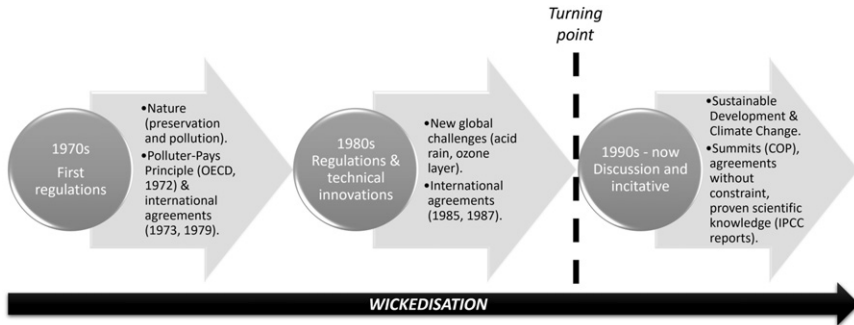 Turning
point
1970s
First
regulations
•Nature
(preservation
and pollution).
•Polluter-Pays
Principle (OECD,
1972) &
international
agreements
(1973, 1979).
1980s
Regulations &
technical
innovations
•New global
challenges (acid
rain, ozone
layer).
•International
agreements
(1985, 1987).
1990s - now
Discussion and
incitative
•Sustainable
Development &
Climate Change.
•Summits (COP),
agreements
without
constraint,
proven scientific
knowledge (IPCC
reports).
WICKEDISATION